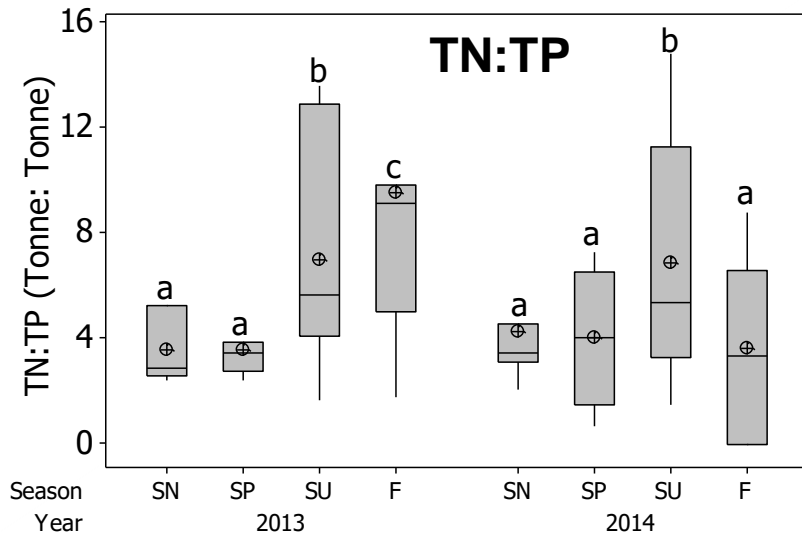 TN:TP
TN:TP (Tonne: Tonne)
16
12
8
4
0
a
a
b
c
a
a
b
a
Season SN SP SU F SN SP SU F
Year 2013 2014